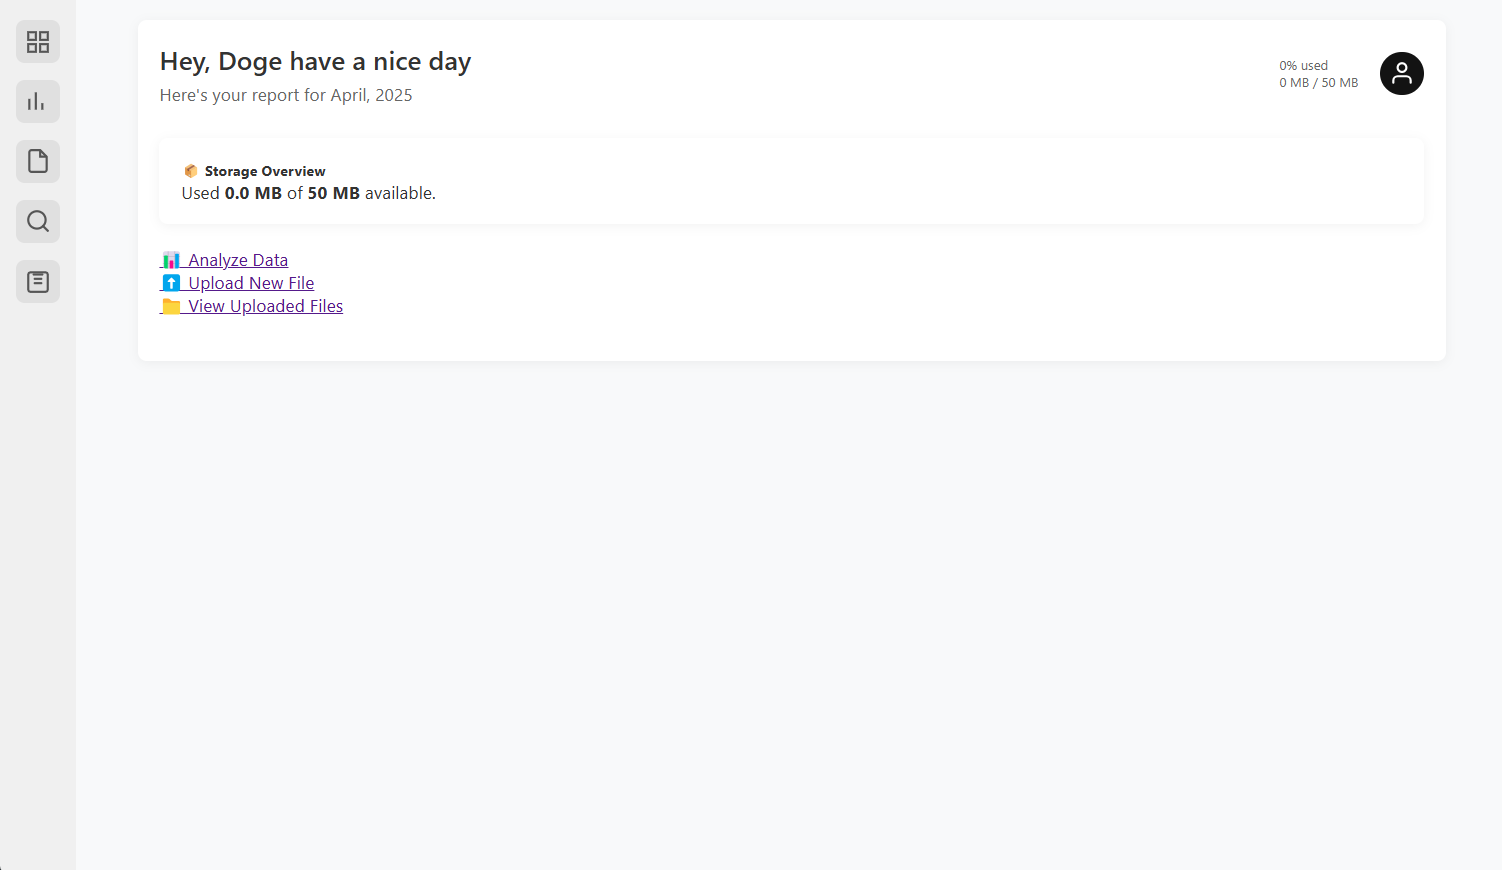 Hey, Doge have a nice day
Here's your report for April, 2025
0% used
0 MB / 50 MB
📦 Storage Overview
Used 0.0 MB of 50 MB available.
📊 Analyze Data
⬆️ Upload New File
📁 View Uploaded Files